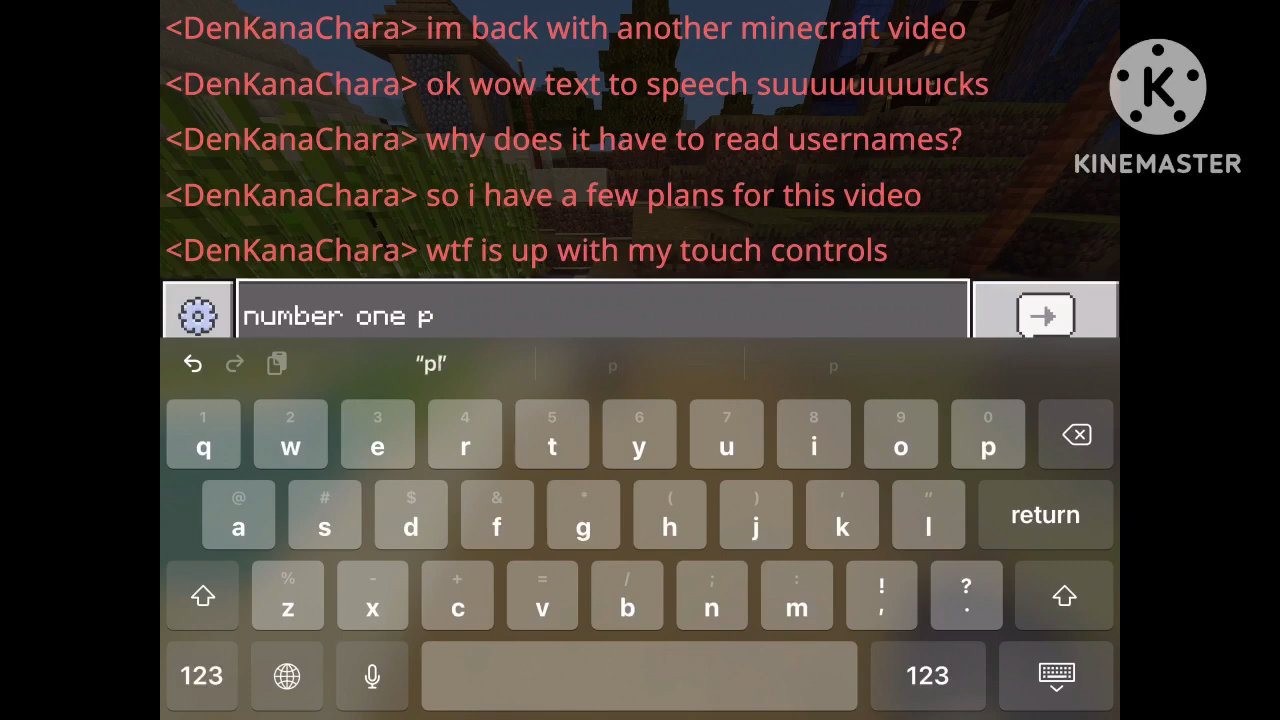 <DenKanaChara> im back with another minecraft video
<DenKanaChara> ok wow text to speech suuuuuuuuucks
<DenKanaChara> why does it have to read usernames?
<DenKanaChara> so i have a few plans for this video
<DenKanaChara> wtf is up with my touch controls
K
KINEMASTER
number one p
“pl” p p
1 2 3 4 5 6 7 8 9 0
q w e r t y u i o p
@ # $ & * ( ) ' "
a s d f g h j k l return
% - + = / ; : ! ?
z x c v b n m , .
123 123